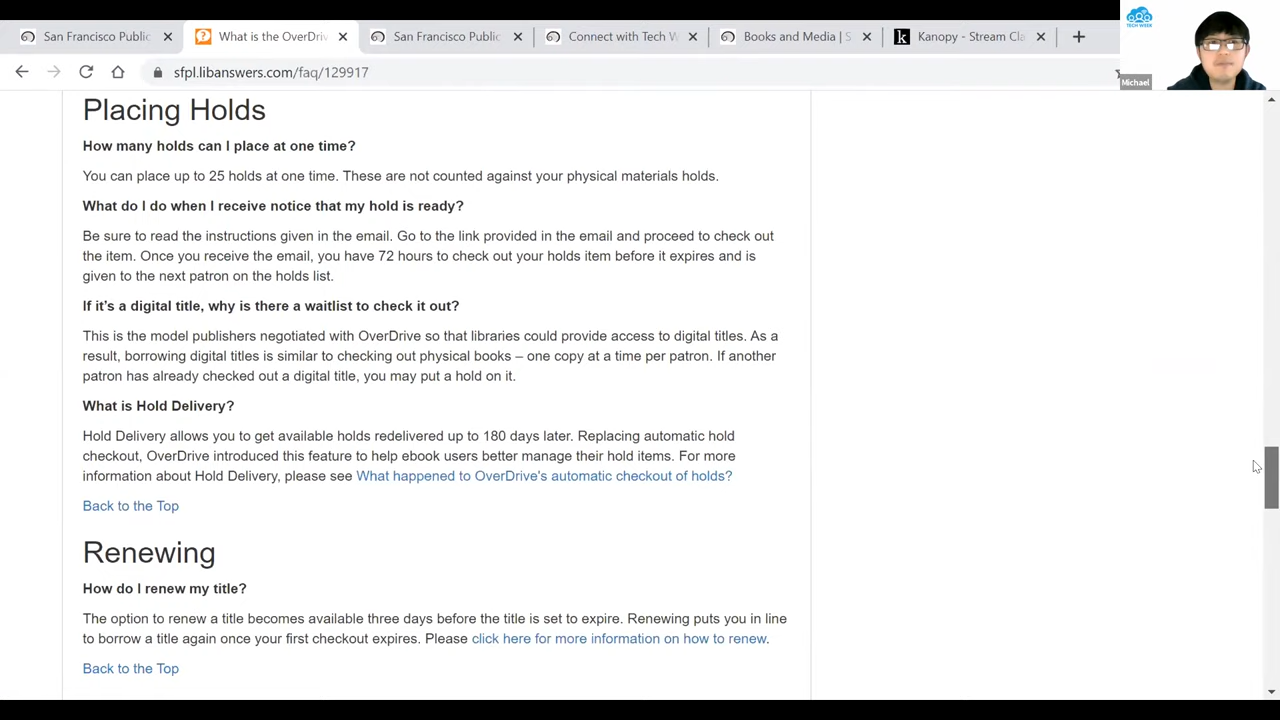 San Francisco Public
What is the OverDriv
San Francisco Public
Connect with Tech W
Books and Media | S
Kanopy - Stream Cla
TECH WEEK
Michael
sfpl.libanswers.com/faq/129917
Placing Holds
How many holds can I place at one time?
You can place up to 25 holds at one time. These are not counted against your physical materials holds.
What do I do when I receive notice that my hold is ready?
Be sure to read the instructions given in the email. Go to the link provided in the email and proceed to check out
the item. Once you receive the email, you have 72 hours to check out your holds item before it expires and is
given to the next patron on the holds list.
If it's a digital title, why is there a waitlist to check it out?
This is the model publishers negotiated with OverDrive so that libraries could provide access to digital titles. As a
result, borrowing digital titles is similar to checking out physical books – one copy at a time per patron. If another
patron has already checked out a digital title, you may put a hold on it.
What is Hold Delivery?
Hold Delivery allows you to get available holds redelivered up to 180 days later. Replacing automatic hold
checkout, OverDrive introduced this feature to help ebook users better manage their hold items. For more
information about Hold Delivery, please see What happened to OverDrive's automatic checkout of holds?
Back to the Top
Renewing
How do I renew my title?
The option to renew a title becomes available three days before the title is set to expire. Renewing puts you in line
to borrow a title again once your first checkout expires. Please click here for more information on how to renew.
Back to the Top